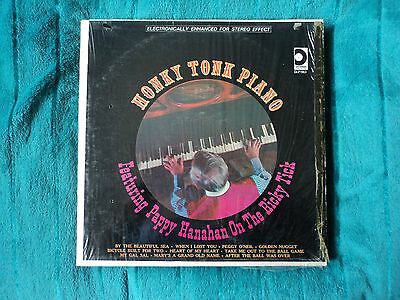 ELECTRONICALLY ENHANCED FOR STEREO EFFECT
HONKY TONK PIANO
Featuring Pappy Hanahan On The Ricky Tick
BY THE BEAUTIFUL SEA · WHEN I LOST YOU · PEGGY O'NEIL · GOLDEN NUGGET
BICYCLE BUILT FOR TWO · HEART OF MY HEART · TAKE ME OUT TO THE BALL GAME
MY GAL SAL · MARY'S A GRAND OLD NAME · AFTER THE BALL WAS OVER